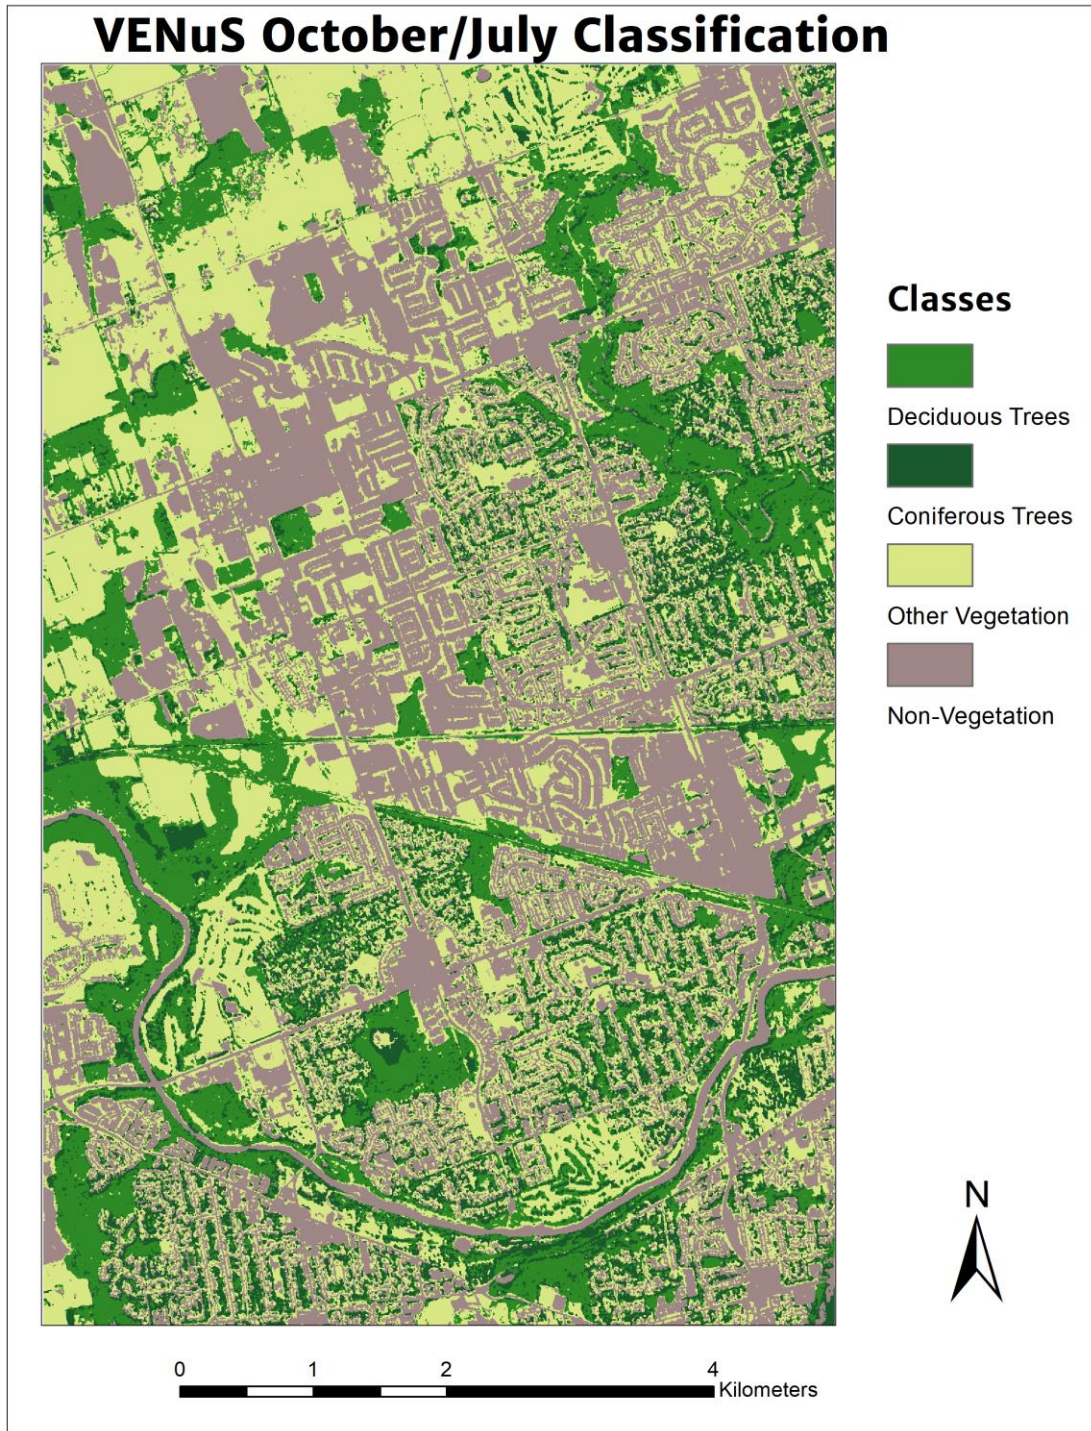 VENuS October/July Classification
Classes
Deciduous Trees
Coniferous Trees
Other Vegetation
Non-Vegetation
N
0 1 2 4
Kilometers